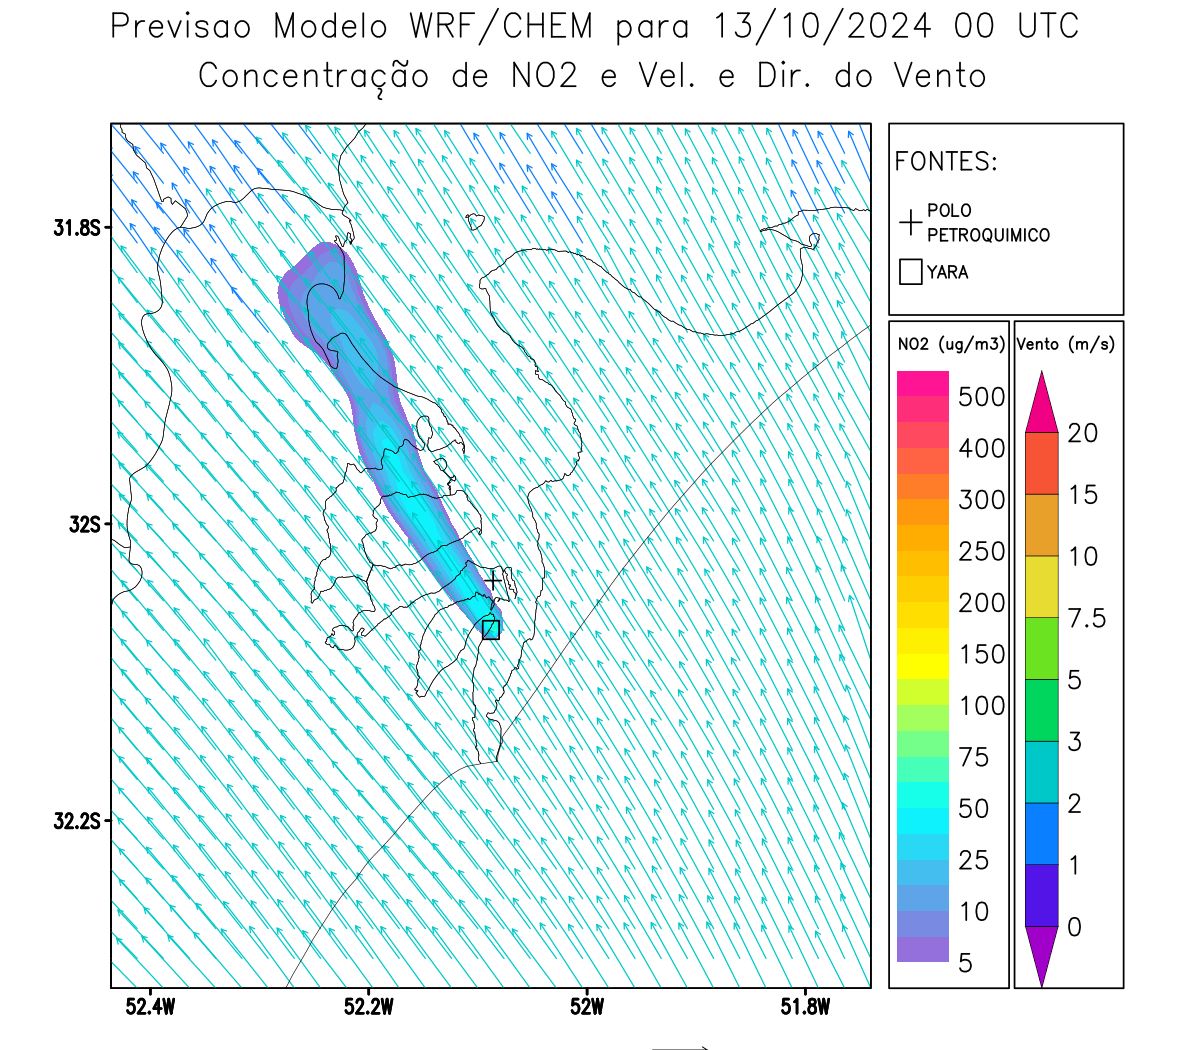 Previsao Modelo WRF/CHEM para 13/10/2024 00 UTC
Concentração de NO2 e Vel. e Dir. do Vento
FONTES:
POLO
PETROQUIMICO
YARA
NO2 (ug/m3)
500
400
300
250
200
150
100
75
50
25
10
5
Vento (m/s)
20
15
10
7.5
5
3
2
1
0
31.8S
32S
32.2S
52.4W
52.2W
52W
51.8W